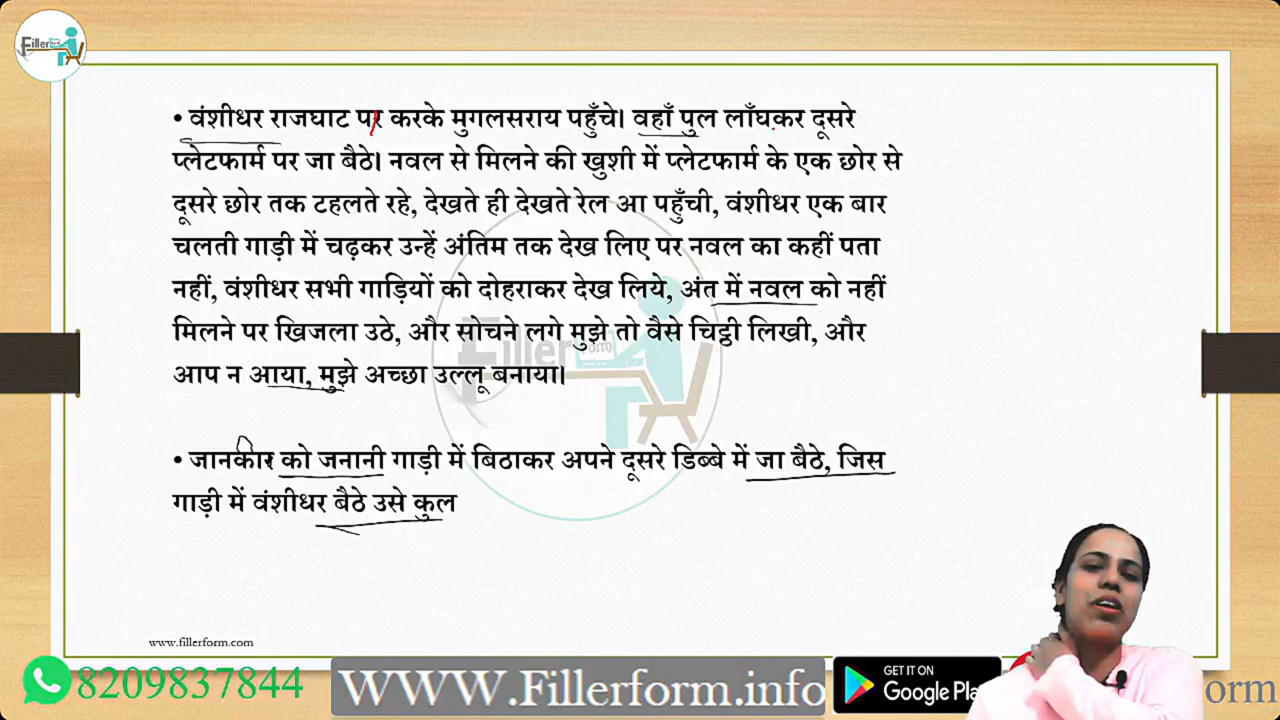 Fillerform
• वंशीधर राजघाट पर करके मुगलसराय पहुँचे। वहाँ पुल लाँघकर दूसरे
प्लेटफार्म पर जा बैठे। नवल से मिलने की खुशी में प्लेटफार्म के एक छोर से
दूसरे छोर तक टहलते रहे, देखते ही देखते रेल आ पहुँची, वंशीधर एक बार
चलती गाड़ी में चढ़कर उन्हें अंतिम तक देख लिए पर नवल का कहीं पता
नहीं, वंशीधर सभी गाड़ियों को दोहराकर देख लिये, अंत में नवल को नहीं
मिलने पर खिजला उठे, और सोचने लगे मुझे तो वैसे चिट्ठी लिखी, और
आप न आया, मुझे अच्छा उल्लू बनाया।
Fillerform
• जानकीार को जनानी गाड़ी में बिठाकर अपने दूसरे डिब्बे में जा बैठे, जिस
गाड़ी में वंशीधर बैठे उसे कुल
www.fillerform.com
8209837844
WWW.Fillerform.info
GET IT ON
Google Pla
orm